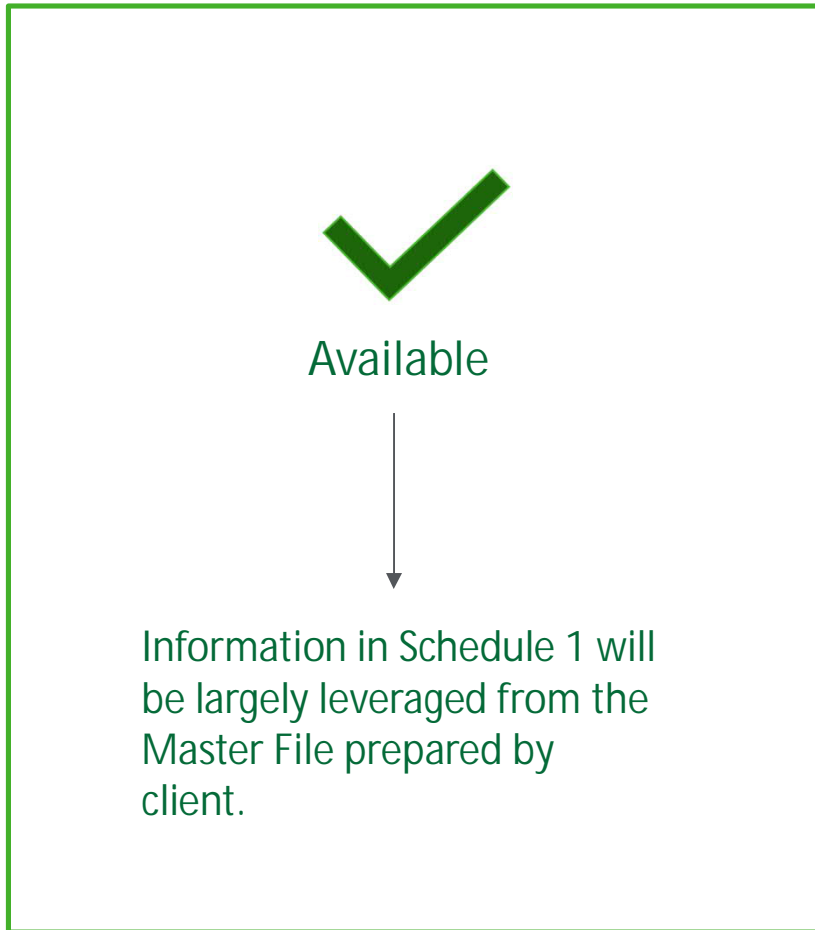 Available
Information in Schedule 1 will
be largely leveraged from the
Master File prepared by
client.